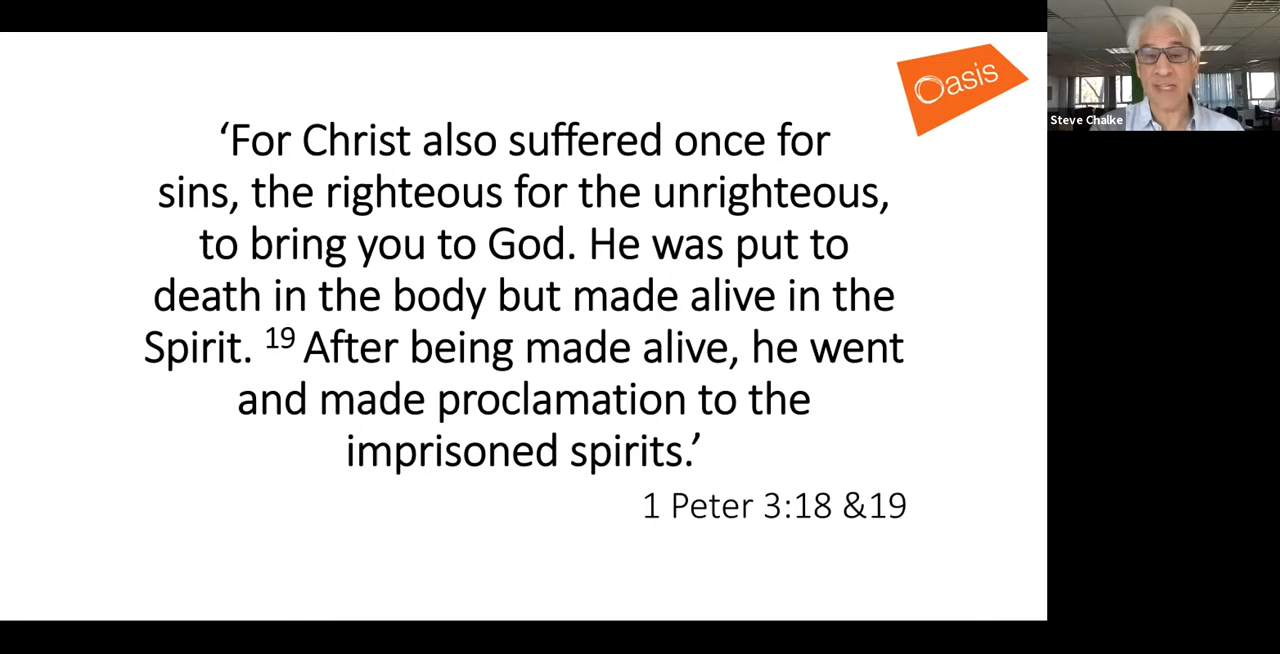 Oasis
Steve Chalke
‘For Christ also suffered once for
sins, the righteous for the unrighteous,
to bring you to God. He was put to
death in the body but made alive in the
Spirit. 19 After being made alive, he went
and made proclamation to the
imprisoned spirits.’
1 Peter 3:18 &19